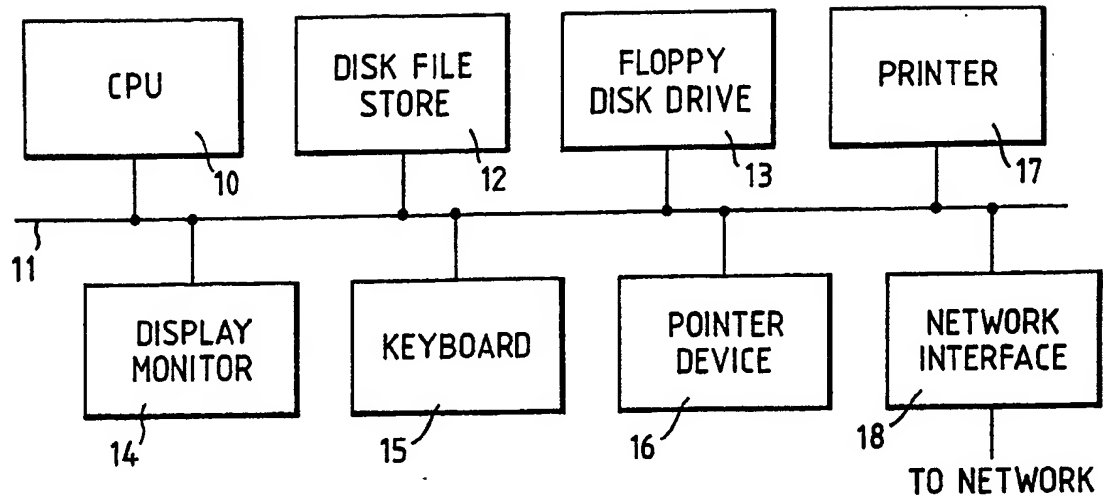 CPU
10
DISK FILE
STORE
12
FLOPPY
DISK DRIVE
13
PRINTER
17
11
DISPLAY
MONITOR
14
KEYBOARD
15
POINTER
DEVICE
16
NETWORK
INTERFACE
18
TO NETWORK